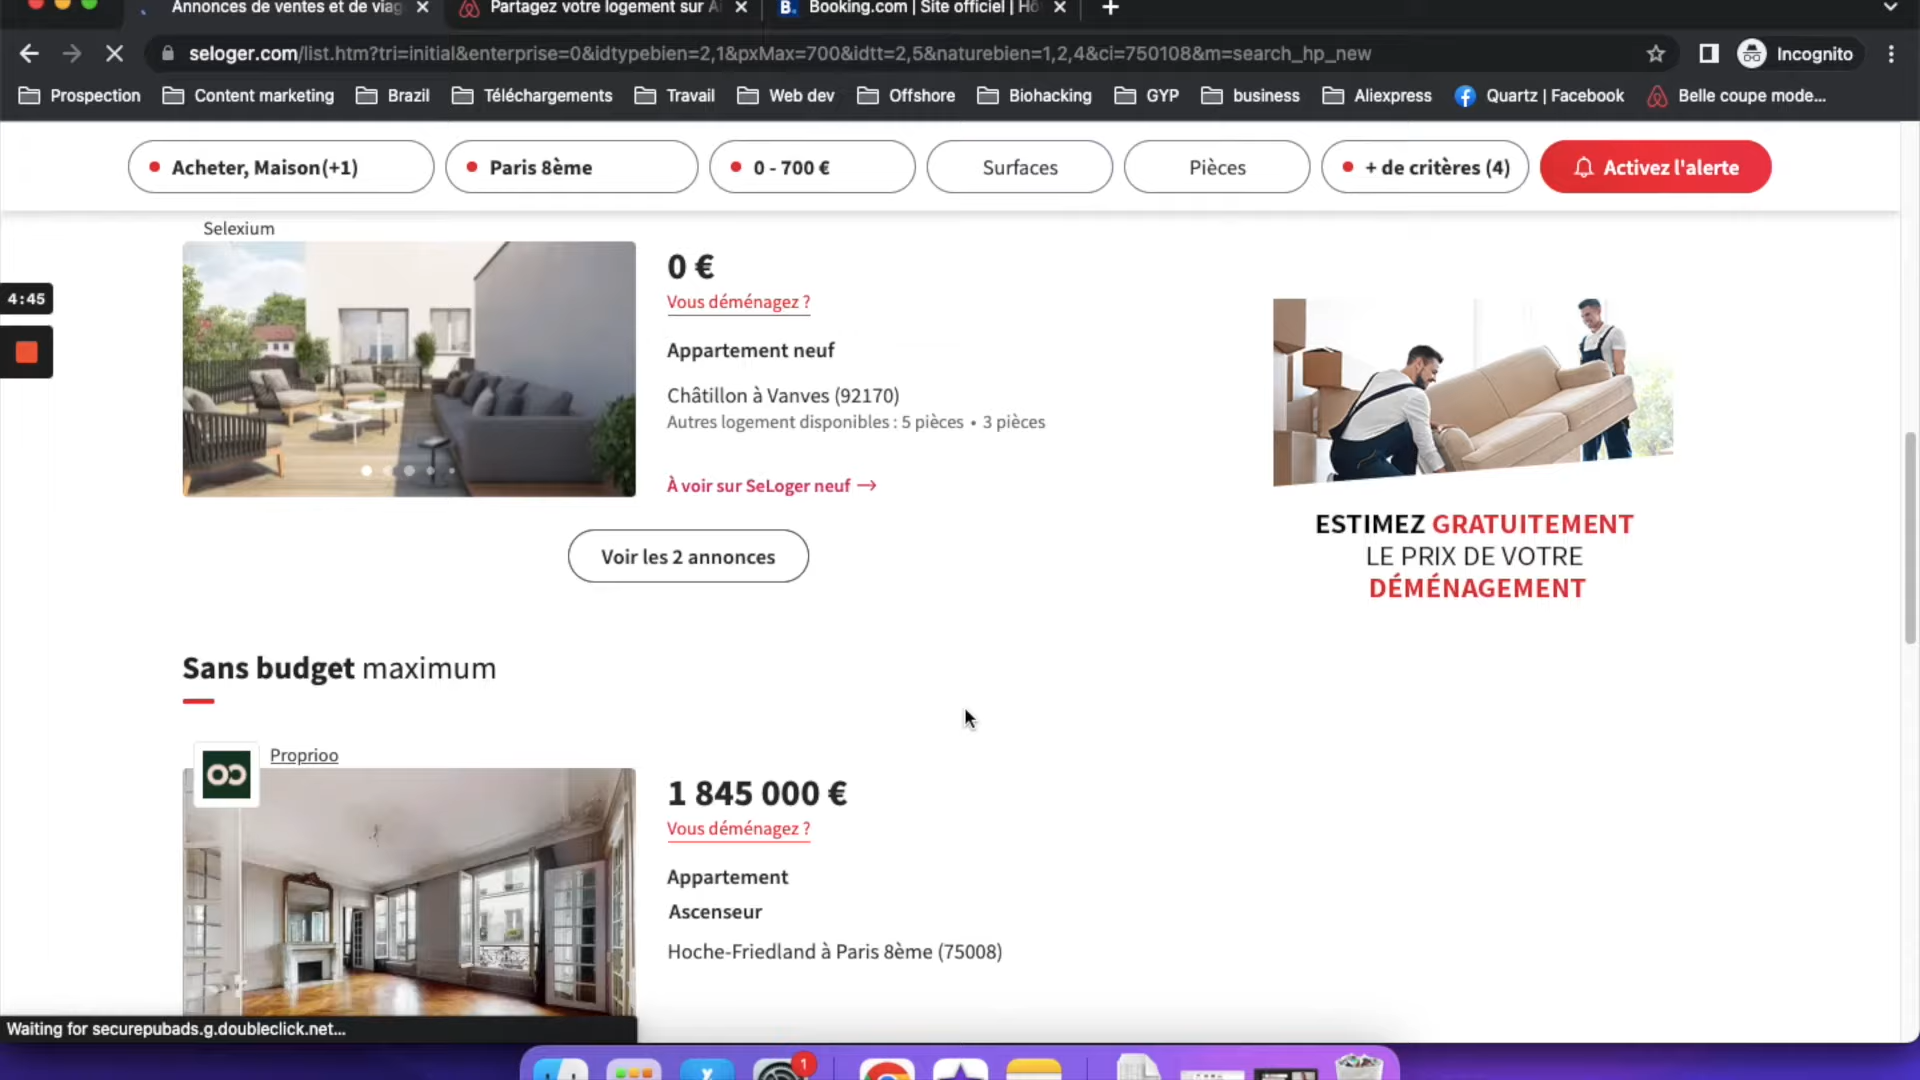 Annonces de ventes et de viag
Partagez votre logement sur Ai
B. Booking.com | Site officiel | Hô
seloger.com/list.htm?tri=initial&enterprise=0&idtypebien=2,1&pxMax=700&idtt=2,5&naturebien=1,2,4&ci=750108&m=search_hp_new
Incognito
Prospection Content marketing Brazil Téléchargements Travail Web dev Offshore Biohacking GYP business Aliexpress Quartz | Facebook Belle coupe mode...
Acheter, Maison(+1) Paris 8ème 0 - 700 € Surfaces Pièces + de critères (4) Activez l'alerte
Selexium
4:45
0 €
Vous déménagez ?
Appartement neuf
Châtillon à Vanves (92170)
Autres logement disponibles : 5 pièces • 3 pièces
À voir sur SeLoger neuf →
ESTIMEZ GRATUITEMENT
LE PRIX DE VOTRE
DÉMÉNAGEMENT
Voir les 2 annonces
Sans budget maximum
Proprioo
1 845 000 €
Vous déménagez ?
Appartement
Ascenseur
Hoche-Friedland à Paris 8ème (75008)
Waiting for securepubads.g.doubleclick.net...
1